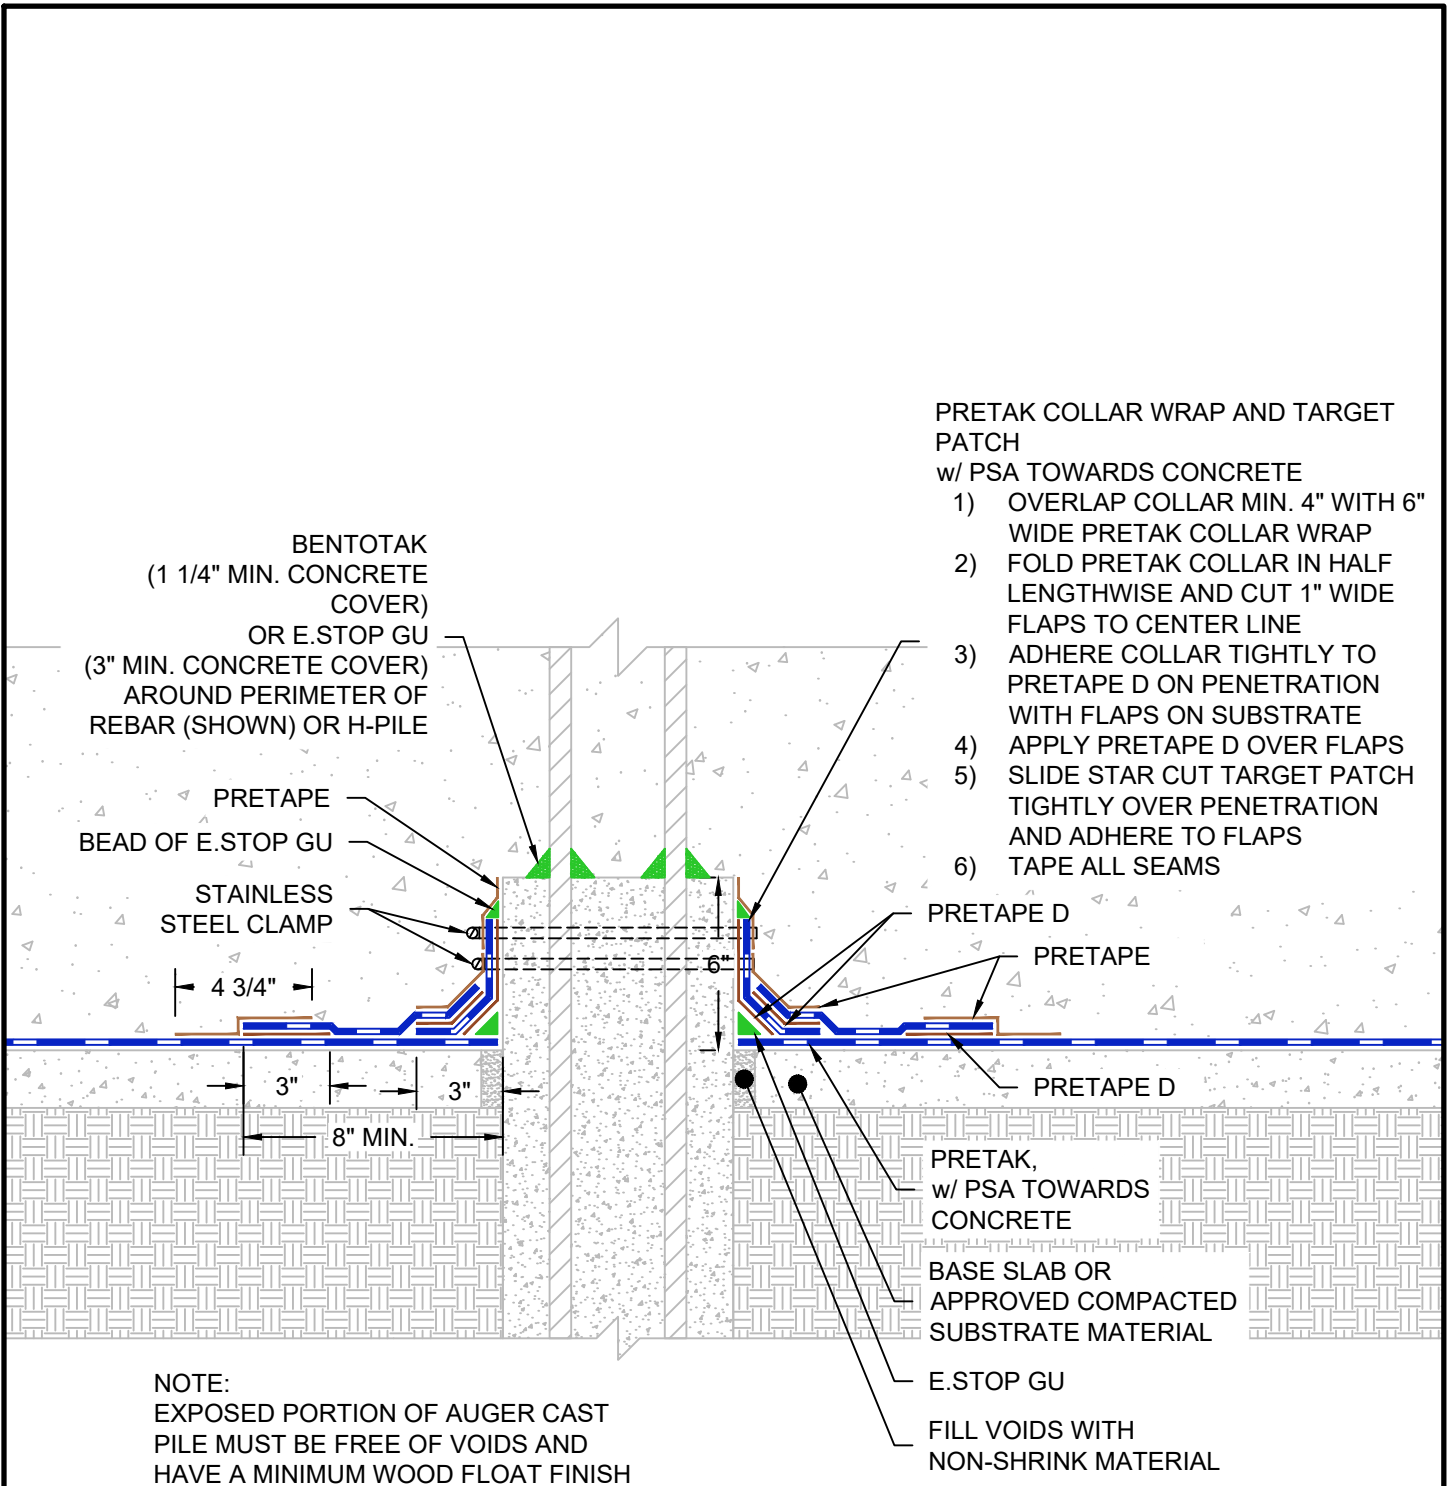 PRETAK COLLAR WRAP AND TARGET
PATCH
w/ PSA TOWARDS CONCRETE
1) OVERLAP COLLAR MIN. 4" WITH 6"
WIDE PRETAK COLLAR WRAP
2) FOLD PRETAK COLLAR IN HALF
LENGTHWISE AND CUT 1" WIDE
FLAPS TO CENTER LINE
3) ADHERE COLLAR TIGHTLY TO
PRETAPE D ON PENETRATION
WITH FLAPS ON SUBSTRATE
4) APPLY PRETAPE D OVER FLAPS
5) SLIDE STAR CUT TARGET PATCH
TIGHTLY OVER PENETRATION
AND ADHERE TO FLAPS
6) TAPE ALL SEAMS
BENTOTAK
(1 1/4" MIN. CONCRETE
COVER)
OR E.STOP GU
(3" MIN. CONCRETE COVER)
AROUND PERIMETER OF
REBAR (SHOWN) OR H-PILE
PRETAPE
BEAD OF E.STOP GU
STAINLESS
STEEL CLAMP
4 3/4"
6"
PRETAPE D
PRETAPE
3"
3"
8" MIN.
PRETAPE D
PRETAK,
w/ PSA TOWARDS
CONCRETE
BASE SLAB OR
APPROVED COMPACTED
SUBSTRATE MATERIAL
E.STOP GU
FILL VOIDS WITH
NON-SHRINK MATERIAL
NOTE:
EXPOSED PORTION OF AUGER CAST
PILE MUST BE FREE OF VOIDS AND
HAVE A MINIMUM WOOD FLOAT FINISH